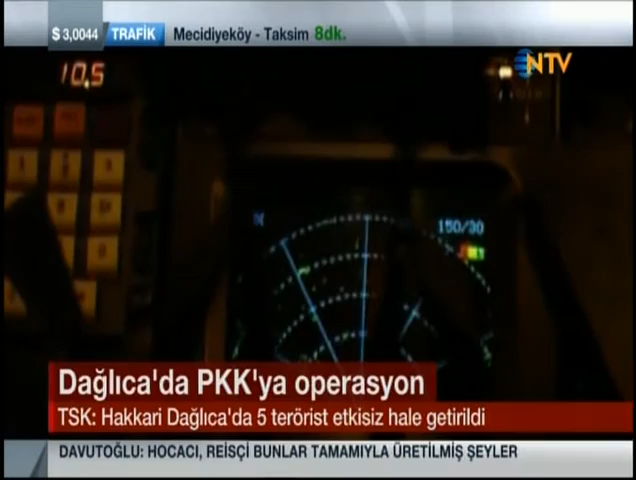 $ 3,0044 TRAFİK Mecidiyeköy - Taksim 8dk.
NTV
10.5
150/30
Dağlıca'da PKK'ya operasyon
TSK: Hakkari Dağlıca'da 5 terörist etkisiz hale getirildi
DAVUTOĞLU: HOCACI, REİSÇİ BUNLAR TAMAMIYLA ÜRETİLMİŞ ŞEYLER